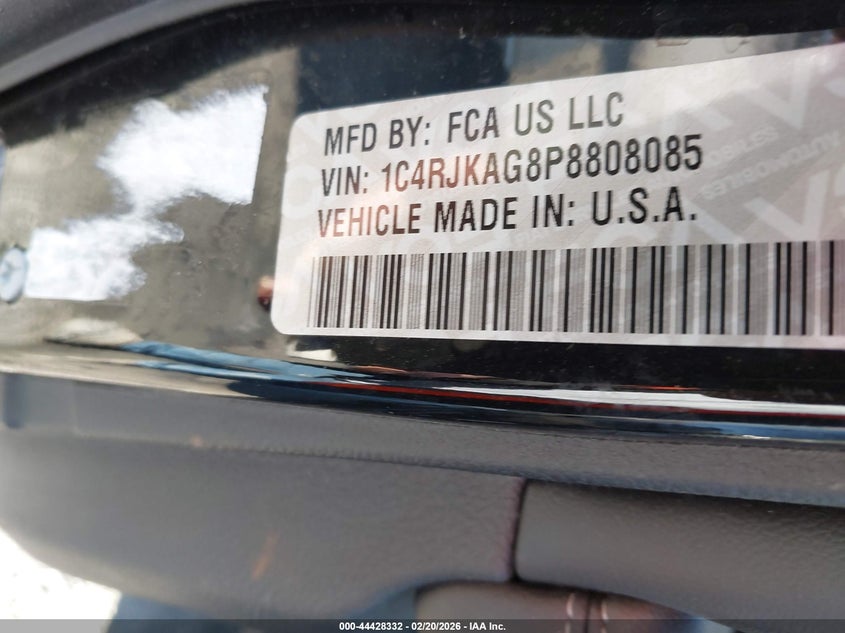 MFD BY: FCA US LLC
VIN: 1C4RJKAG8P8808085
VEHICLE MADE IN: U.S.A.
000-44428332 - 02/20/2026 - IAA Inc.